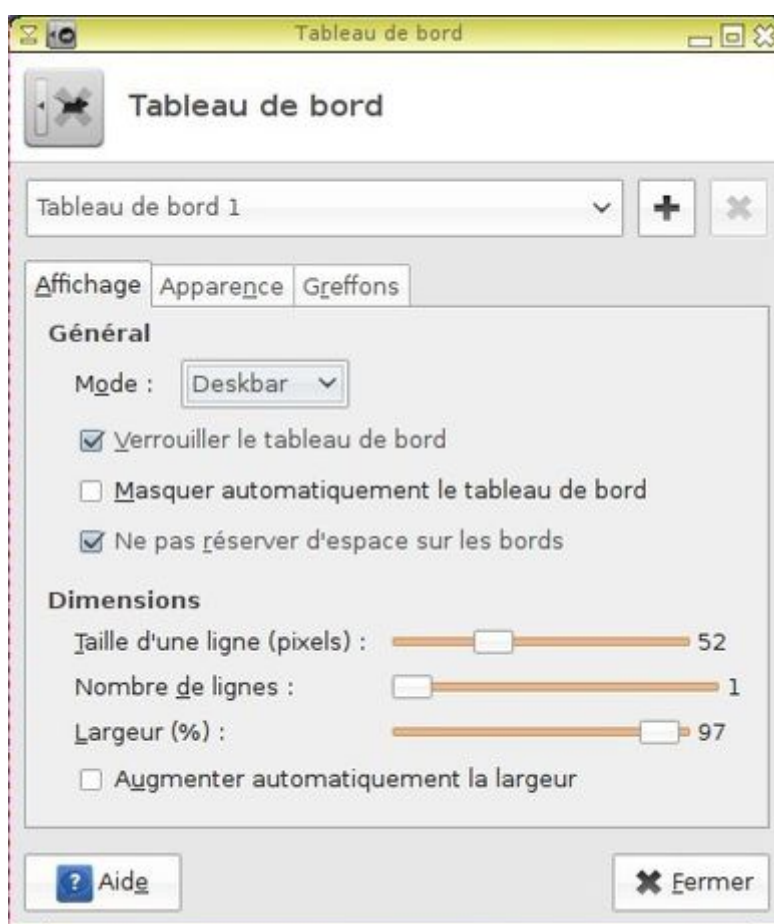 Tableau de bord
Tableau de bord
Tableau de bord 1
Affichage Apparence Greffons
Général
Mode : Deskbar
Verrouiller le tableau de bord
Masquer automatiquement le tableau de bord
Ne pas réserver d'espace sur les bords
Dimensions
Taille d'une ligne (pixels) : 52
Nombre de lignes : 1
Largeur (%) : 97
Augmenter automatiquement la largeur
? Aide Fermer